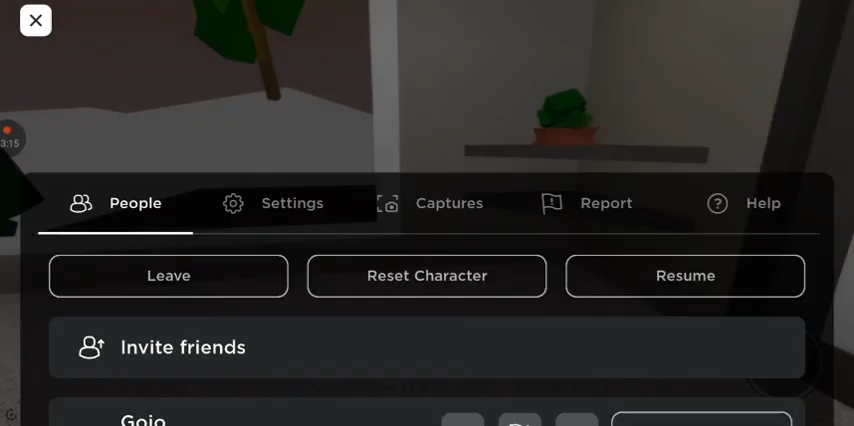 3:15
People
Settings
Captures
Report
Help
Leave
Reset Character
Resume
Invite friends
Gojo